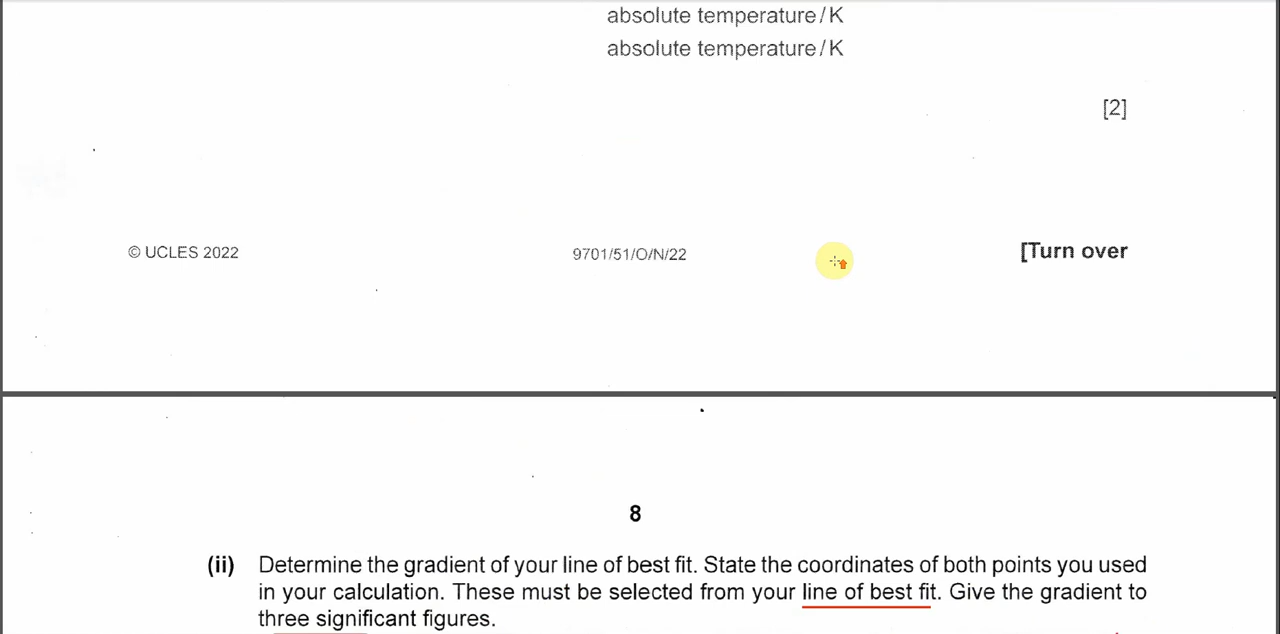 absolute temperature / K
absolute temperature / K
[2]
© UCLES 2022
9701/51/O/N/22
[Turn over
8
(ii) Determine the gradient of your line of best fit. State the coordinates of both points you used
in your calculation. These must be selected from your line of best fit. Give the gradient to
three significant figures.